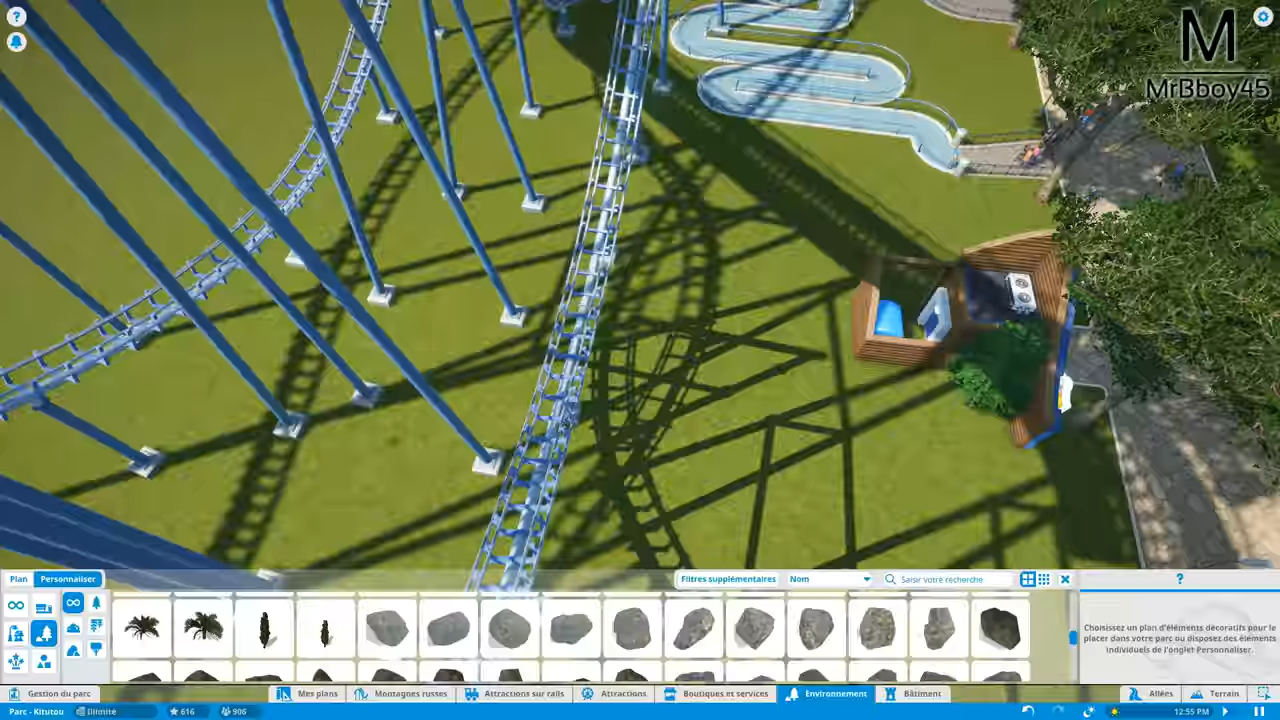 M
MrBboy45
Plan
Personnaliser
Filtres supplémentaires
Nom
Saisir votre recherche
?
Choisissez un plan d'éléments décoratifs pour le
placer dans votre parc ou disposez des éléments
individuels de l'onglet Personnaliser.
Gestion du parc
Mes plans
Montagnes russes
Attractions sur rails
Attractions
Boutiques et services
Environnement
Bâtiment
Allées
Terrain
Parc - Kitutou
Illimité
616
906
12:55 PM